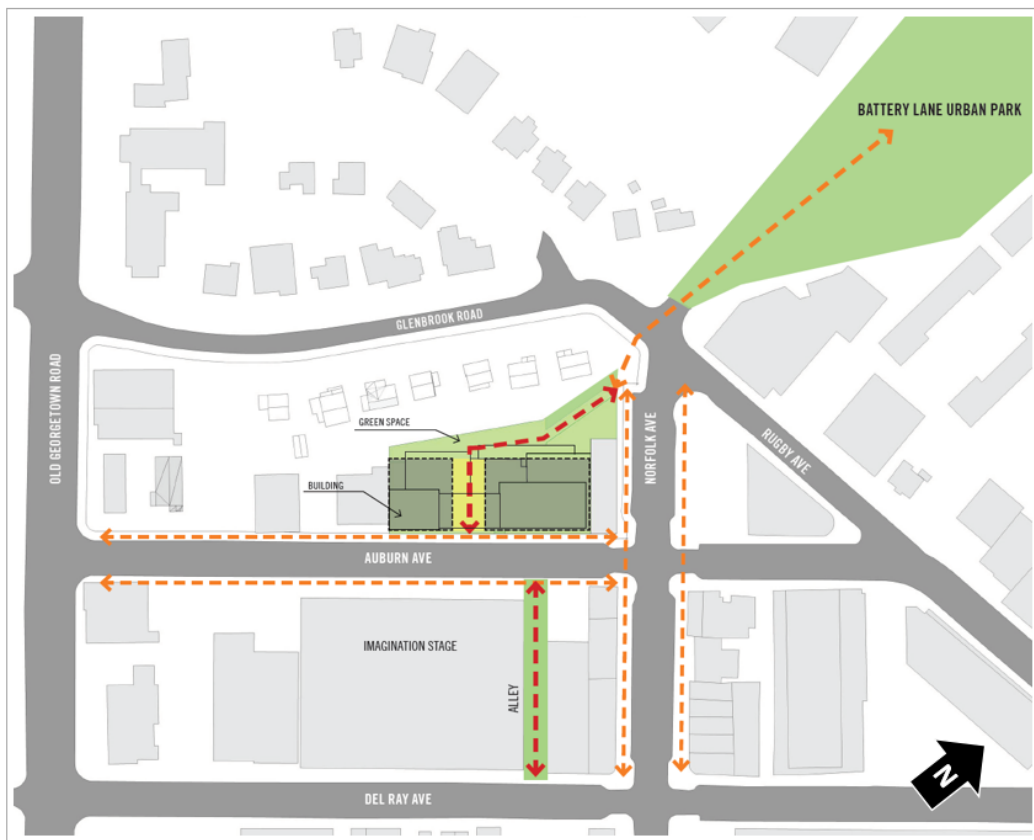 BATTERY LANE URBAN PARK
GLENBROOK ROAD
OLD GEORGETOWN ROAD
GREEN SPACE
NORFOLK AVE
RUGBY AVE
BUILDING
AUBURN AVE
IMAGINATION STAGE
ALLEY
N
DEL RAY AVE